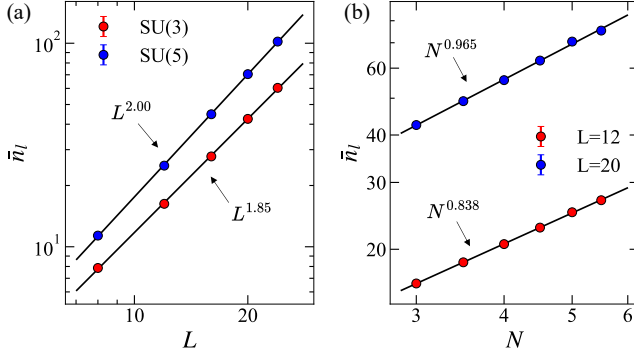 (a)
SU(3)
SU(5)
L^{2.00}
L^{1.85}
10^2
10^1
n̄_l
10
20
L
(b)
N^{0.965}
L=12
L=20
N^{0.838}
60
40
30
20
n̄_l
3
4
5
6
N